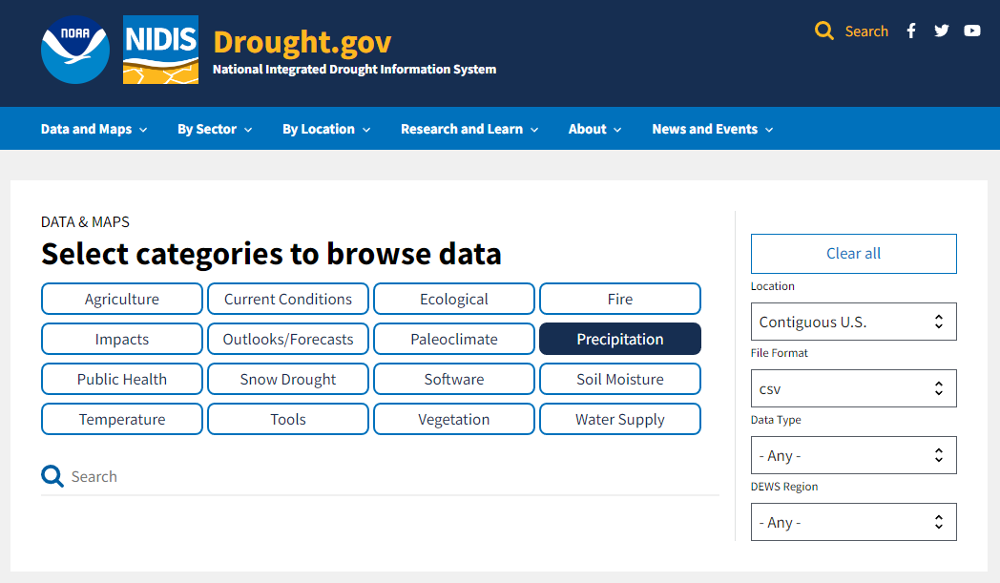 NOAA
NIDIS
Drought.gov
National Integrated Drought Information System
Search
Data and Maps
By Sector
By Location
Research and Learn
About
News and Events
DATA & MAPS
Select categories to browse data
Agriculture
Current Conditions
Ecological
Fire
Impacts
Outlooks/Forecasts
Paleoclimate
Precipitation
Public Health
Snow Drought
Software
Soil Moisture
Temperature
Tools
Vegetation
Water Supply
Search
Clear all
Location
Contiguous U.S.
File Format
csv
Data Type
- Any -
DEWS Region
- Any -